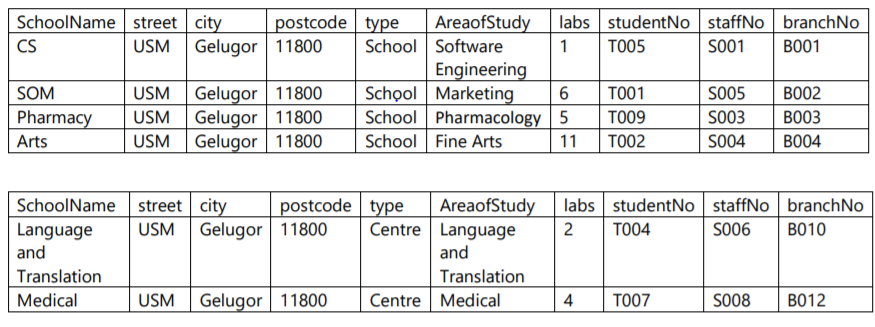 SchoolName street city postcode type AreaofStudy labs studentNo staffNo branchNo
CS USM Gelugor 11800 School Software 1 T005 S001 B001
Engineering
SOM USM Gelugor 11800 School Marketing 6 T001 S005 B002
Pharmacy USM Gelugor 11800 School Pharmacology 5 T009 S003 B003
Arts USM Gelugor 11800 School Fine Arts 11 T002 S004 B004
SchoolName street city postcode type AreaofStudy labs studentNo staffNo branchNo
Language USM Gelugor 11800 Centre Language 2 T004 S006 B010
and and
Translation Translation
Medical USM Gelugor 11800 Centre Medical 4 T007 S008 B012